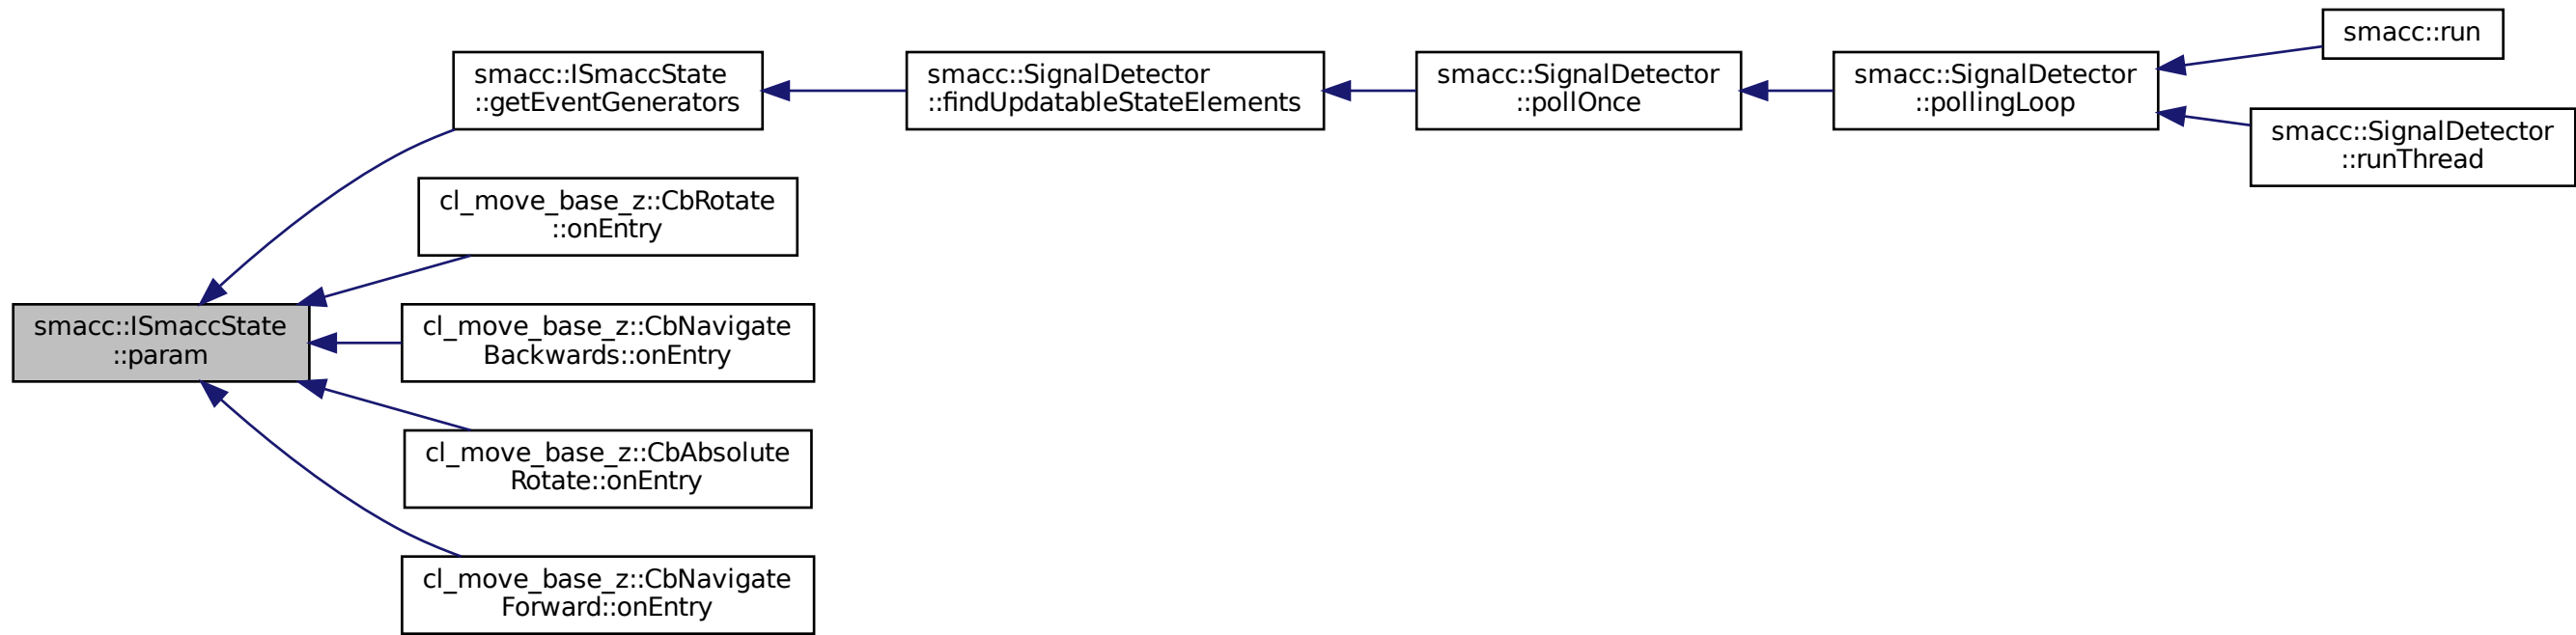 smacc::run
smacc::ISmaccState
::getEventGenerators
smacc::SignalDetector
::findUpdatableStateElements
smacc::SignalDetector
::pollOnce
smacc::SignalDetector
::pollingLoop
smacc::SignalDetector
::runThread
cl_move_base_z::CbRotate
::onEntry
smacc::ISmaccState
::param
cl_move_base_z::CbNavigate
Backwards::onEntry
cl_move_base_z::CbAbsolute
Rotate::onEntry
cl_move_base_z::CbNavigate
Forward::onEntry